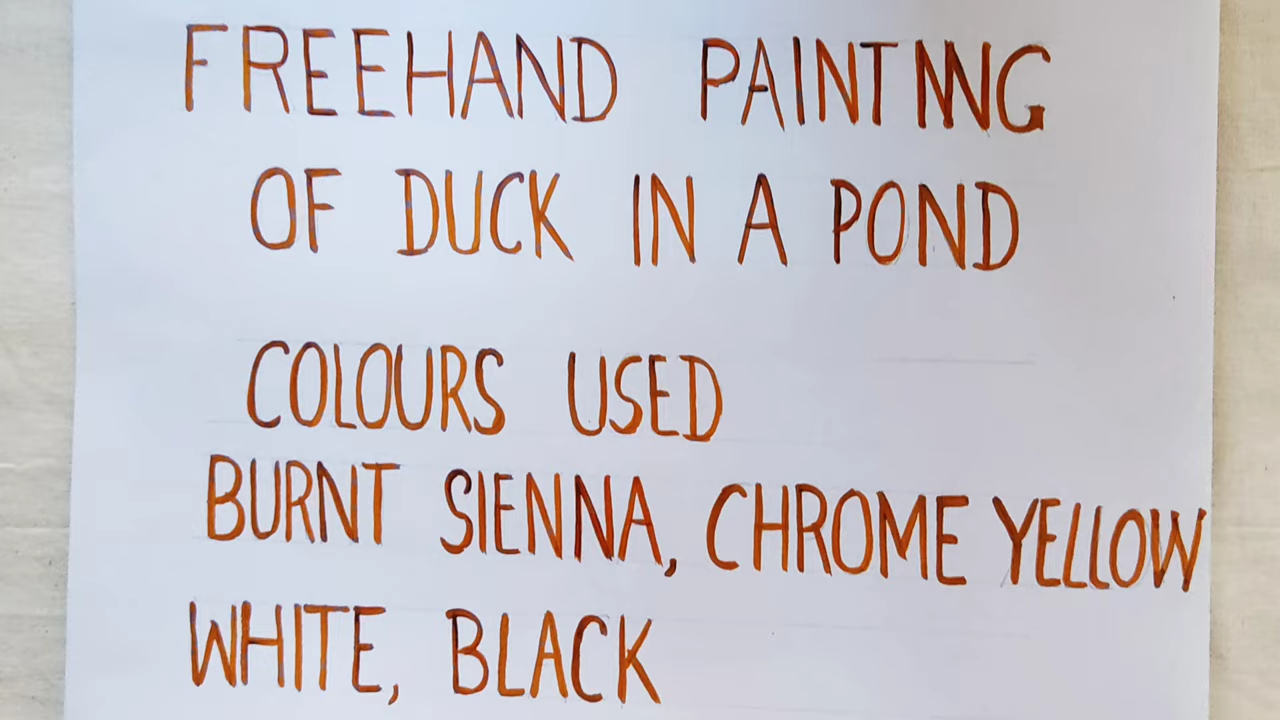 FREEHAND PAINTNNG
OF DUCK IN A POND
COLOURS USED
BURNT SIENNA, CHROME YELLOW
WHITE, BLACK